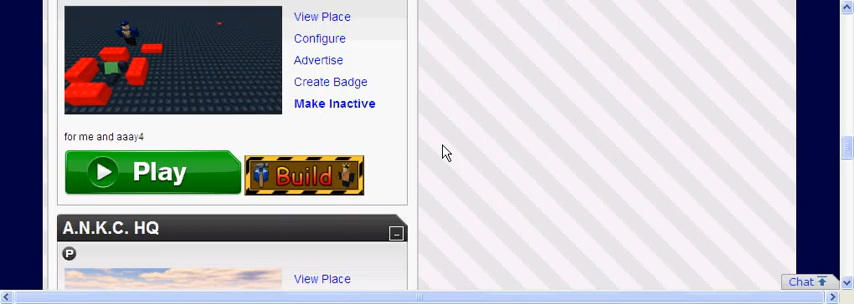 View Place
Configure
Advertise
Create Badge
Make Inactive
for me and aaay4
Play
Build
A.N.K.C. HQ
P
View Place
Chat